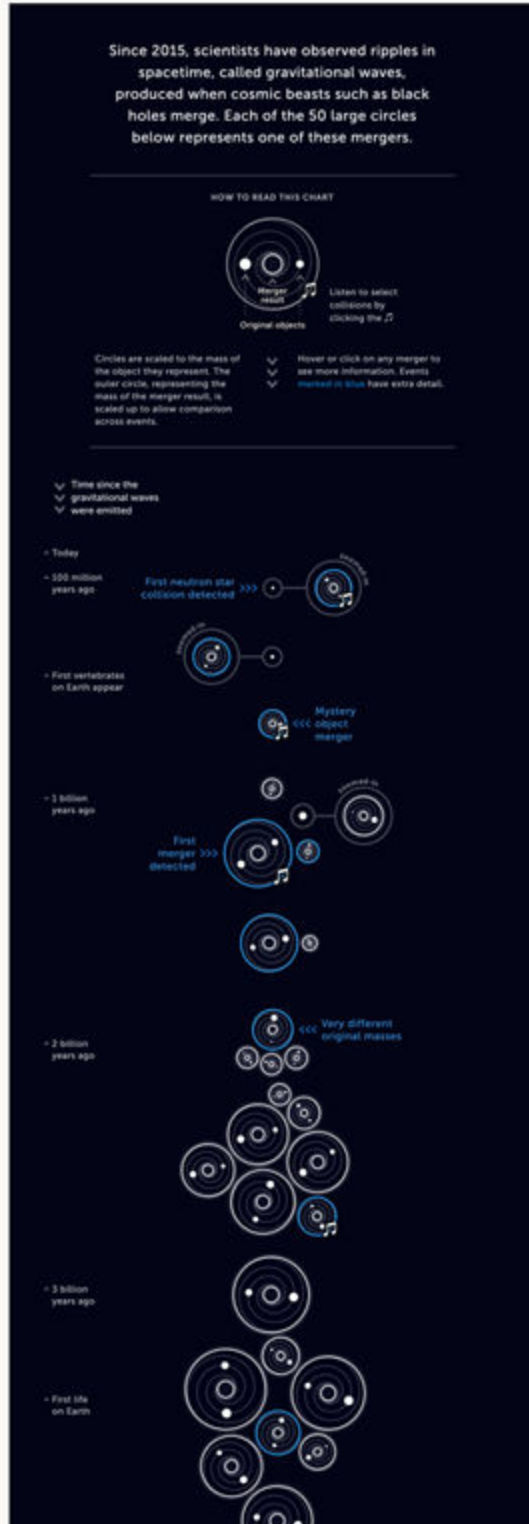 Since 2015, scientists have observed ripples in
spacetime, called gravitational waves,
produced when cosmic beasts such as black
holes merge. Each of the 50 large circles
below represents one of these mergers.
HOW TO READ THIS CHART
Merger
result
Original objects
Listen to select
collisions by
clicking the ♫
Circles are scaled to the mass of
the object they represent. The
outer circle, representing the
mass of the merger result, is
scaled up to allow comparison
across events.
Hover or click on any merger to
see more information. Events
marked in blue have extra detail.
Time since the
gravitational waves
were emitted
Today
100 million
years ago
First neutron star
collision detected >>>
zoomed in
zoomed in
First vertebrates
on Earth appear
<<< Mystery
object
merger
1 billion
years ago
zoomed in
First
merger >>>
detected
<<< Very different
original masses
2 billion
years ago
3 billion
years ago
First life
on Earth